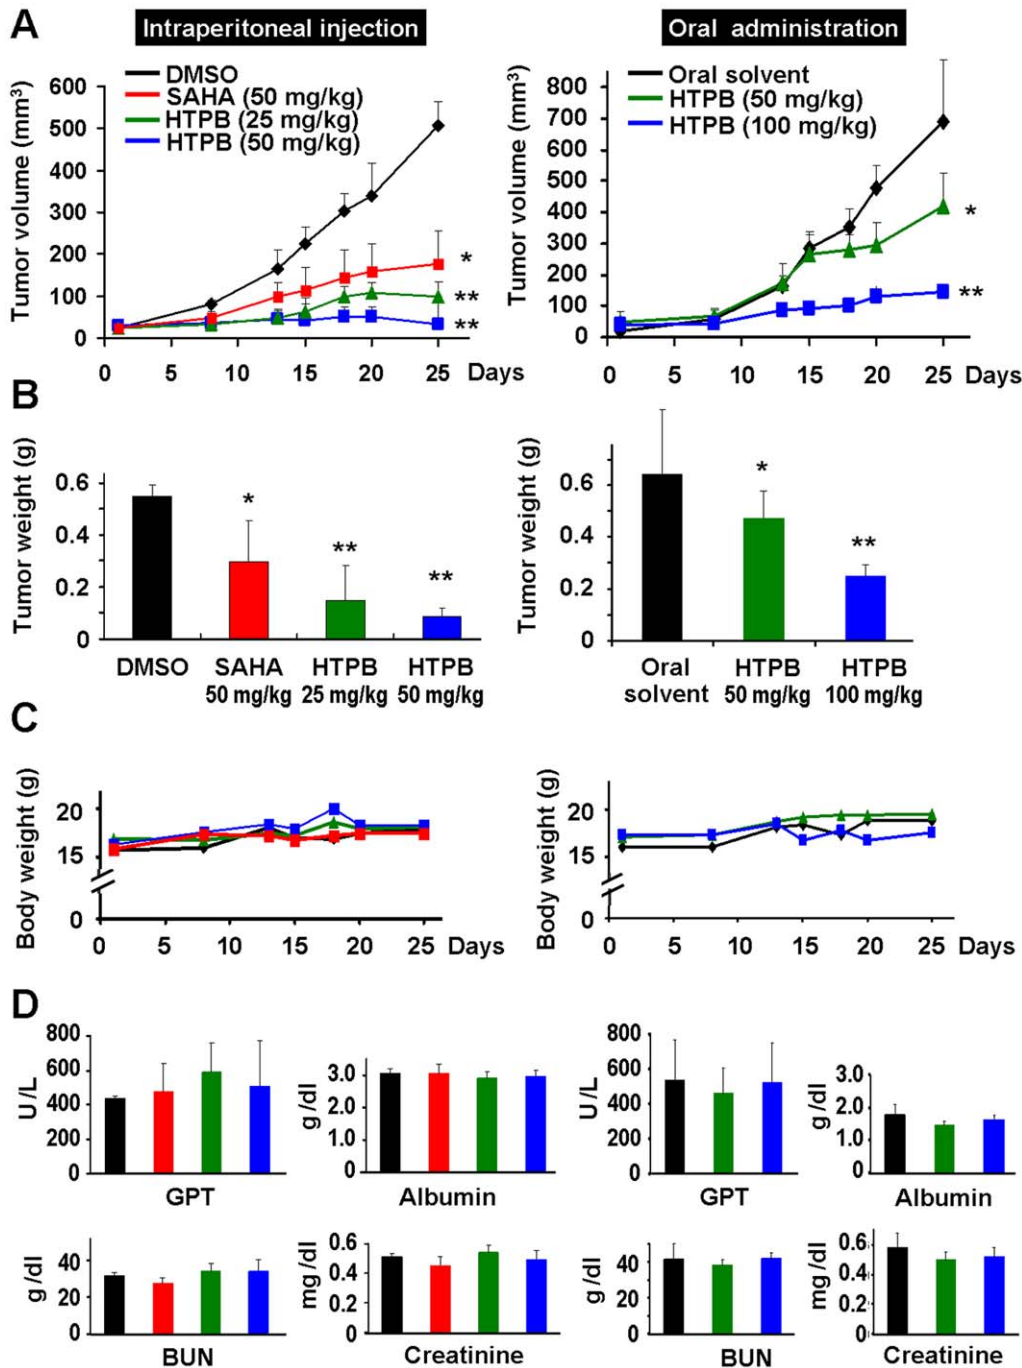 A
Intraperitoneal injection
Oral administration
Tumor volume (mm³)
600
500
400
300
200
100
0
DMSO
SAHA (50 mg/kg)
HTPB (25 mg/kg)
HTPB (50 mg/kg)
*
**
**
0 5 10 15 20 25 Days
Tumor volume (mm³)
800
700
600
500
400
300
200
100
0
Oral solvent
HTPB (50 mg/kg)
HTPB (100 mg/kg)
*
**
0 5 10 15 20 25 Days
B
Tumor weight (g)
0.6
0.4
0.2
0
*
**
**
DMSO SAHA HTPB HTPB
50 mg/kg 25 mg/kg 50 mg/kg
Tumor weight (g)
0.6
0.4
0.2
0
*
**
Oral HTPB HTPB
solvent 50 mg/kg 100 mg/kg
C
Body weight (g)
20
15
0
0 5 10 15 20 25 Days
Body weight (g)
20
15
0
0 5 10 15 20 25 Days
D
U/L
800
600
400
200
0
GPT
g/dl
3.0
2.0
1.0
0
Albumin
U/L
800
600
400
200
0
GPT
g/dl
3.0
2.0
1.0
0
Albumin
g/dl
40
20
0
BUN
mg/dl
0.6
0.4
0.2
0
Creatinine
g/dl
40
20
0
BUN
mg/dl
0.6
0.4
0.2
0
Creatinine